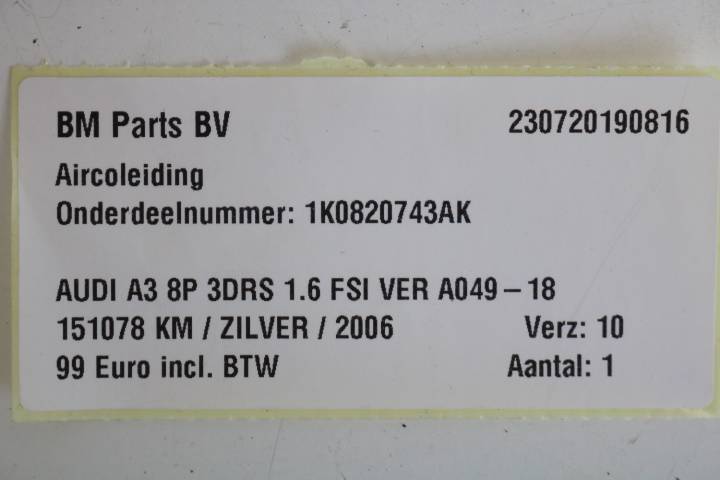 BM Parts BV 230720190816
Aircoleiding
Onderdeelnummer: 1K0820743AK
AUDI A3 8P 3DRS 1.6 FSI VER A049-18
151078 KM / ZILVER / 2006 Verz: 10
99 Euro incl. BTW Aantal: 1